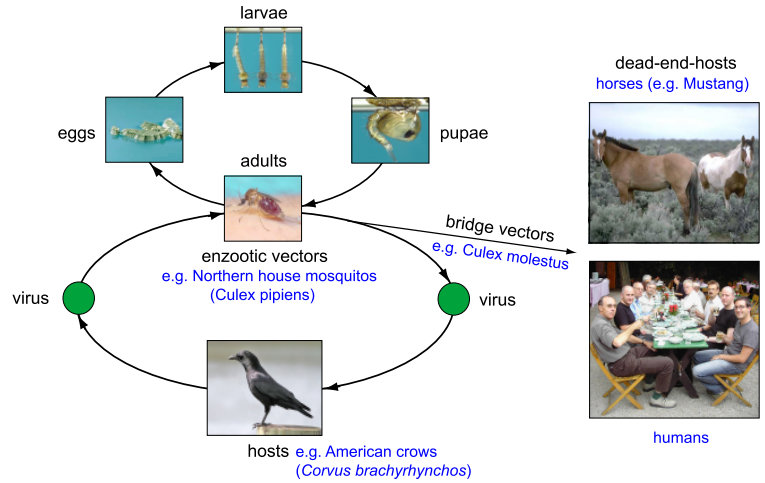 larvae
eggs
pupae
adults
enzootic vectors
e.g. Northern house mosquitos
(Culex pipiens)
virus
virus
hosts e.g. American crows
(Corvus brachyrhynchos)
bridge vectors
e.g. Culex molestus
dead-end-hosts
horses (e.g. Mustang)
humans